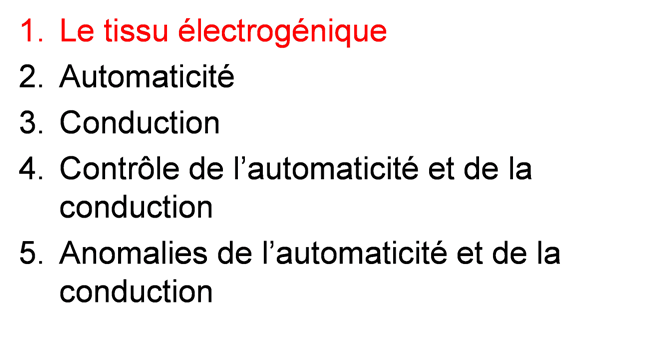 1. Le tissu électrogénique
2. Automaticité
3. Conduction
4. Contrôle de l’automaticité et de la
conduction
5. Anomalies de l’automaticité et de la
conduction